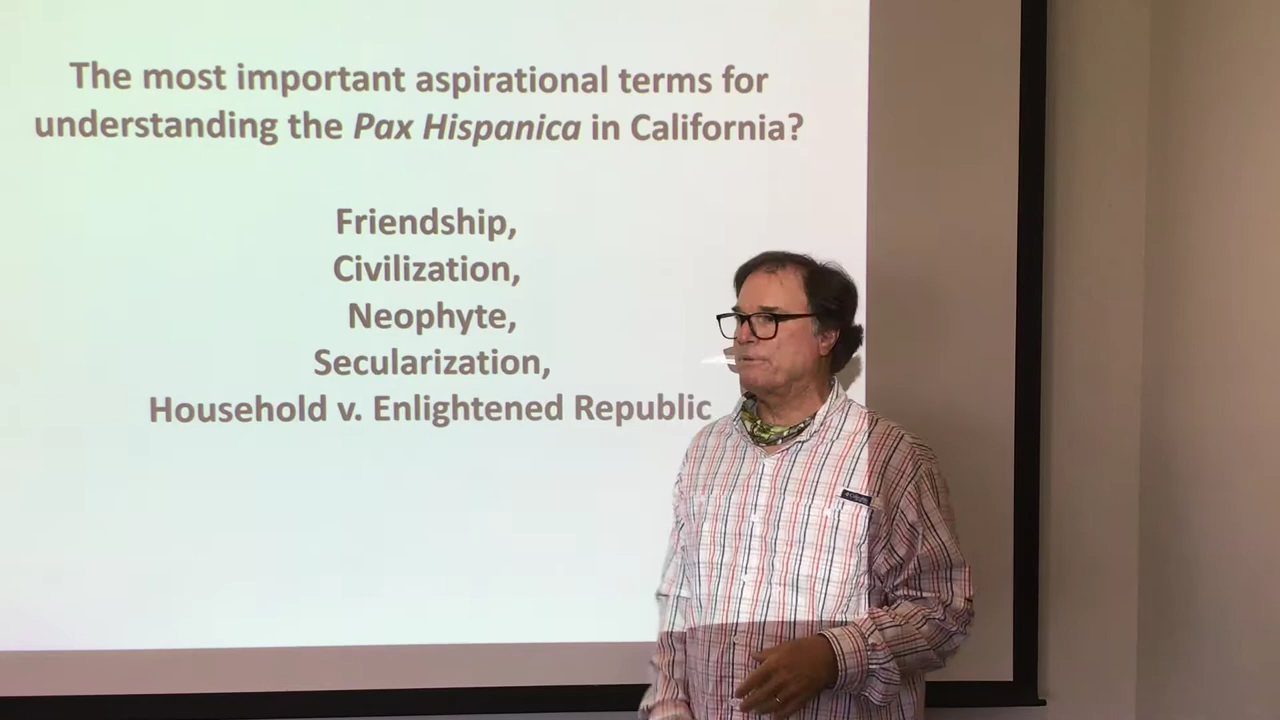 The most important aspirational terms for
understanding the Pax Hispanica in California?
Friendship,
Civilization,
Neophyte,
Secularization,
Household v. Enlightened Republic
Columbia